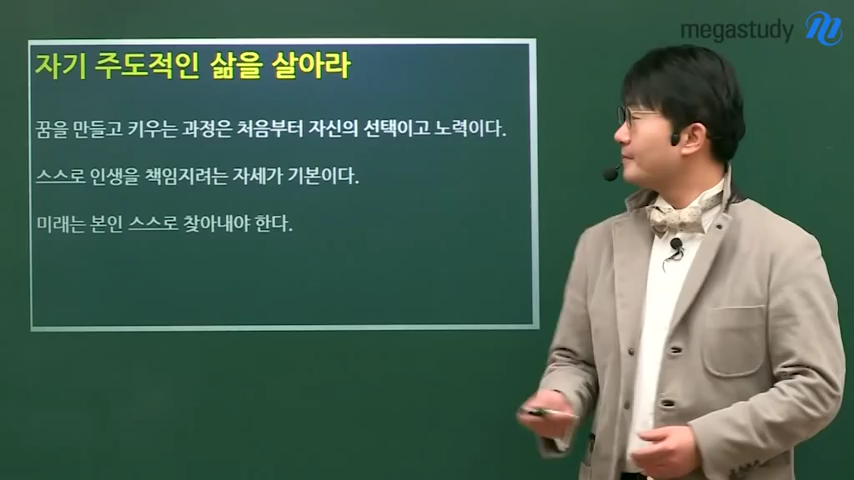 megastudy
자기 주도적인 삶을 살아라
꿈을 만들고 키우는 과정은 처음부터 자신의 선택이고 노력이다.
스스로 인생을 책임지려는 자세가 기본이다.
미래는 본인 스스로 찾아내야 한다.